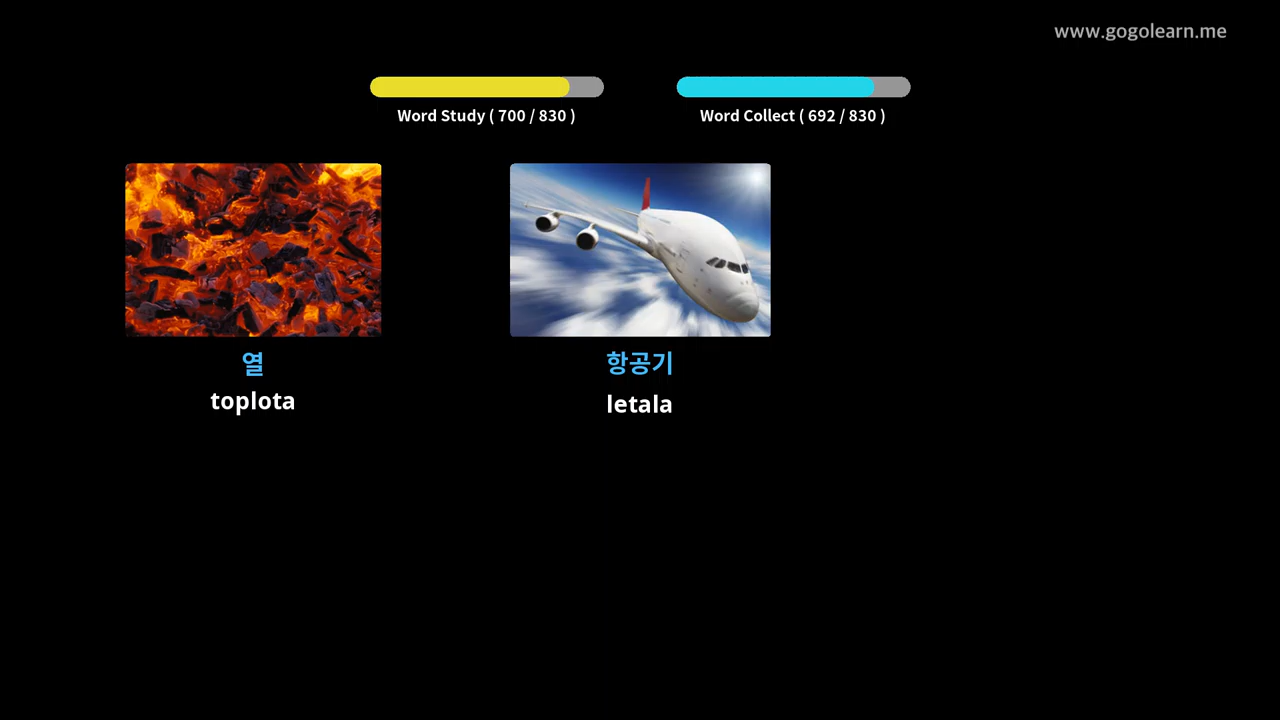 www.gogolearn.me
Word Study ( 700 / 830 )
Word Collect ( 692 / 830 )
열
toplota
항공기
letala